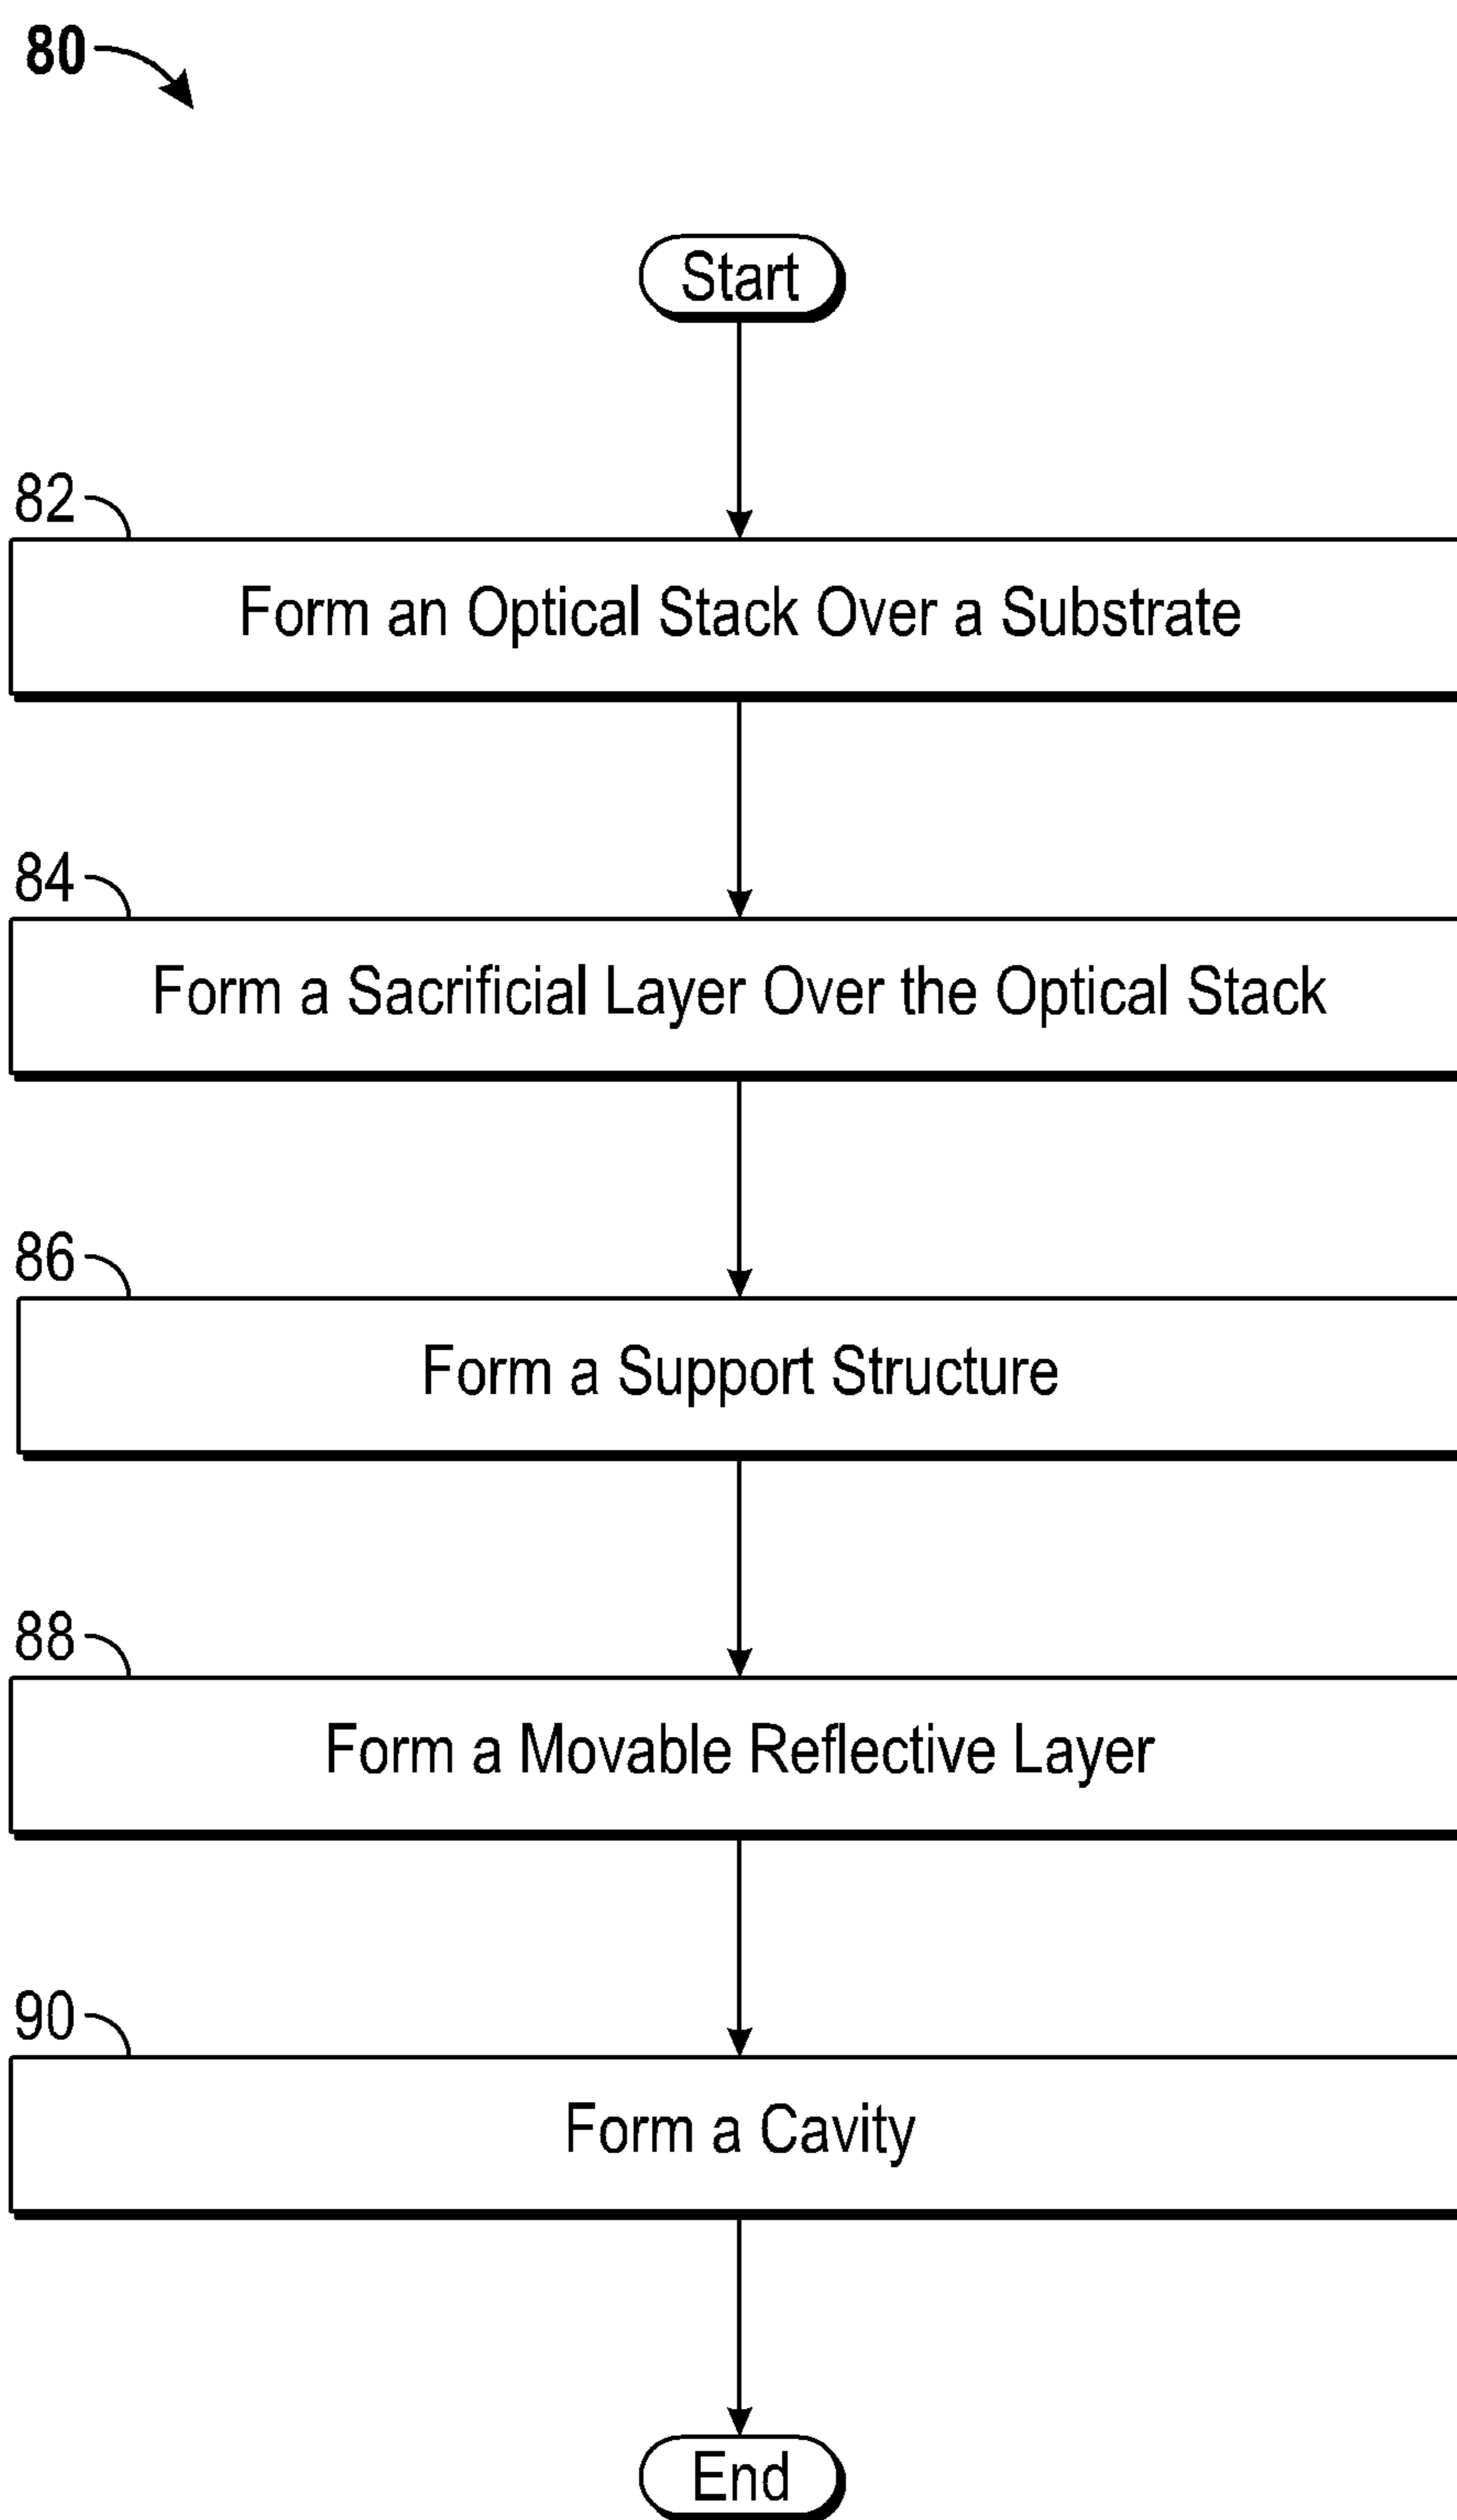 80
Start
82
Form an Optical Stack Over a Substrate
84
Form a Sacrificial Layer Over the Optical Stack
86
Form a Support Structure
88
Form a Movable Reflective Layer
90
Form a Cavity
End